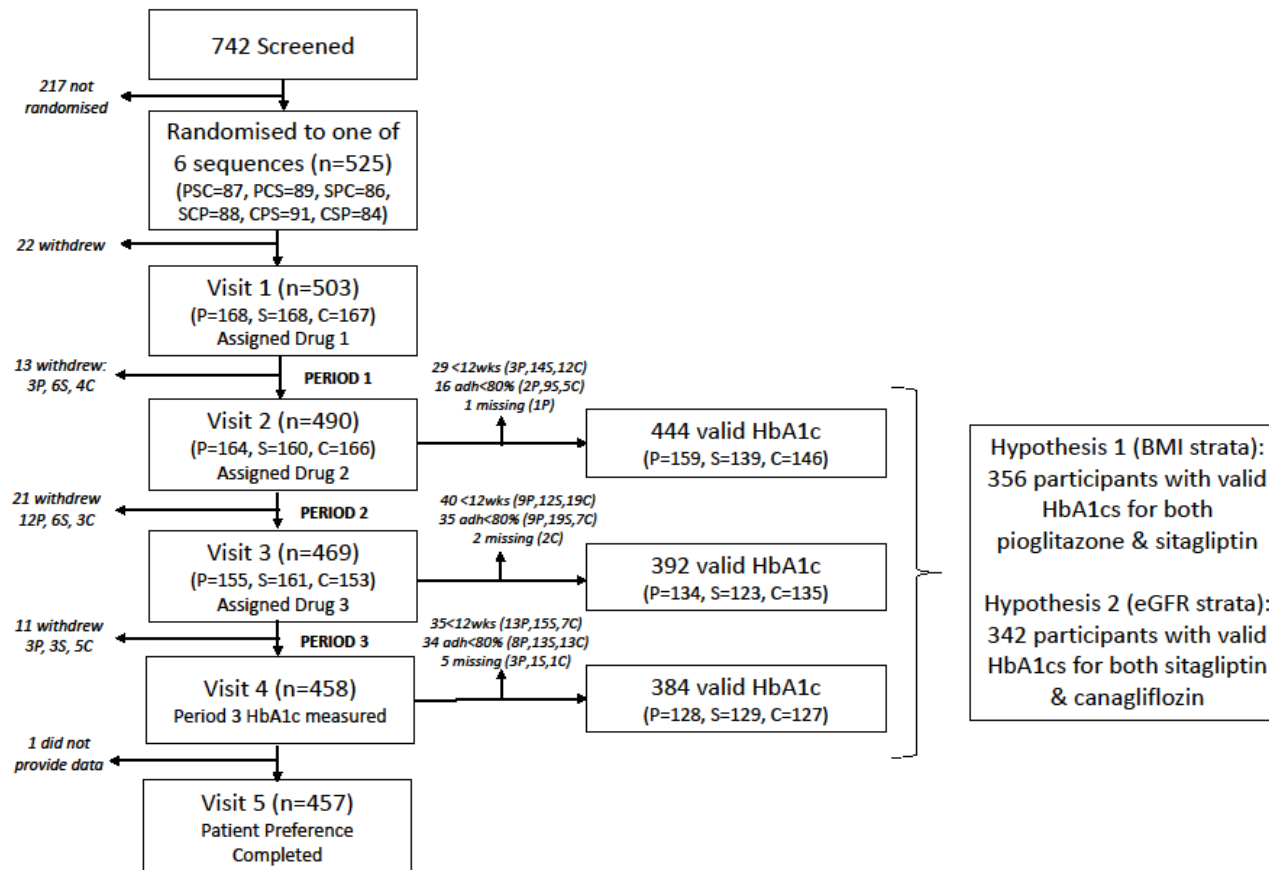 742 Screened
217 not
randomised
Randomised to one of
6 sequences (n=525)
(PSC=87, PCS=89, SPC=86,
SCP=88, CPS=91, CSP=84)
22 withdrew
Visit 1 (n=503)
(P=168, S=168, C=167)
Assigned Drug 1
13 withdrew:
3P, 6S, 4C
PERIOD 1
29 <12wks (3P,14S,12C)
16 adh<80% (2P,9S,5C)
1 missing (1P)
Visit 2 (n=490)
(P=164, S=160, C=166)
Assigned Drug 2
444 valid HbA1c
(P=159, S=139, C=146)
21 withdrew
12P, 6S, 3C
PERIOD 2
40 <12wks (9P,12S,19C)
35 adh<80% (9P,19S,7C)
2 missing (2C)
Visit 3 (n=469)
(P=155, S=161, C=153)
Assigned Drug 3
392 valid HbA1c
(P=134, S=123, C=135)
11 withdrew
3P, 3S, 5C
PERIOD 3
35<12wks (13P,15S,7C)
34 adh<80% (8P,13S,13C)
5 missing (3P,1S,1C)
Visit 4 (n=458)
Period 3 HbA1c measured
384 valid HbA1c
(P=128, S=129, C=127)
1 did not
provide data
Visit 5 (n=457)
Patient Preference
Completed
Hypothesis 1 (BMI strata):
356 participants with valid
HbA1cs for both
pioglitazone & sitagliptin
Hypothesis 2 (eGFR strata):
342 participants with valid
HbA1cs for both sitagliptin
& canagliflozin